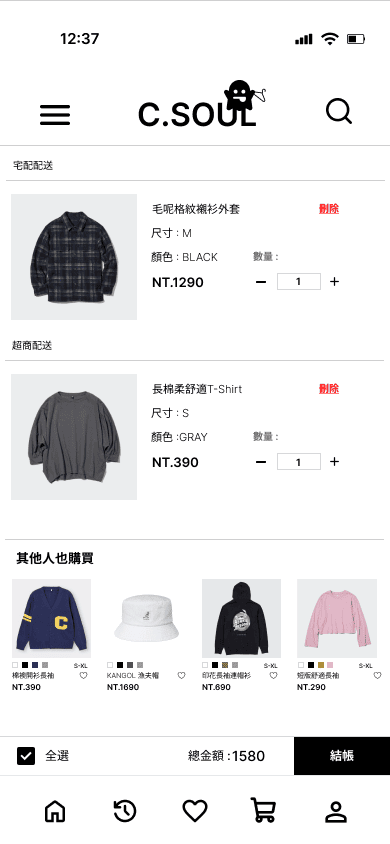 12:37
C.SOUL
宅配配送
毛呢格紋襯衫外套 刪除
尺寸 : M
顏色 : BLACK 數量 :
NT.1290 1
超商配送
長棉柔舒適T-Shirt 刪除
尺寸 : S
顏色 :GRAY 數量 :
NT.390 1
其他人也購買
C
S-XL S-XL S-XL
棉襖開衫長袖 KANGOL 漁夫帽 印花長袖連帽衫 短版舒適長袖
NT.390 NT.1690 NT.690 NT.290
全選 總金額 :1580 結帳